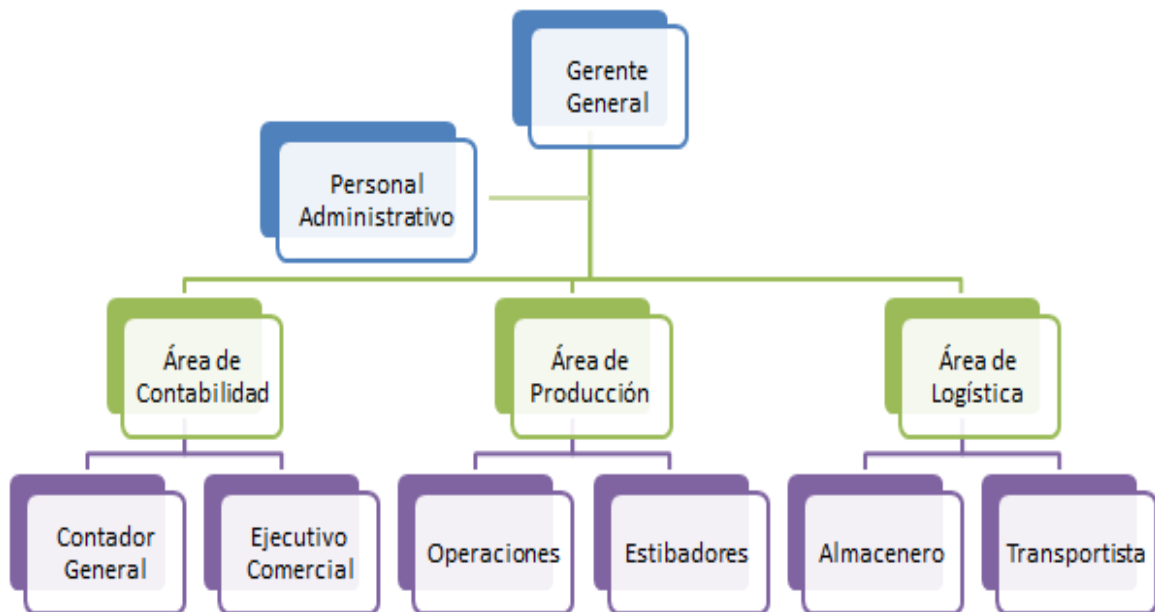 Gerente
General
Personal
Administrativo
Área de
Contabilidad
Área de
Producción
Área de
Logística
Contador
General
Ejecutivo
Comercial
Operaciones
Estibadores
Almacenero
Transportista